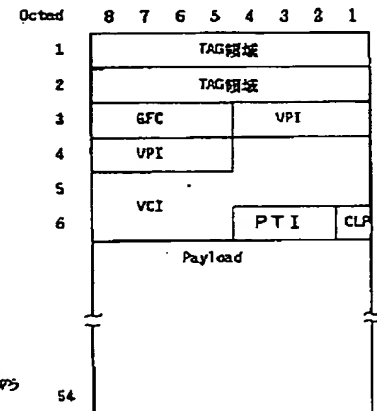 Octed 8 7 6 5 4 3 2 1
1 TAG領域
2 TAG領域
3 GFC VPI
4 VPI
5
VCI
6 PTI CLP
Payload
54